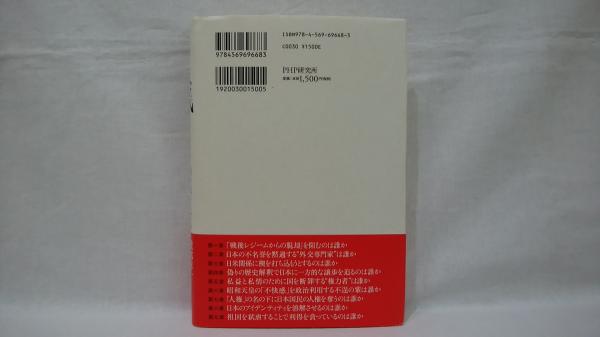 ISBN978-4-569-69668-3
C0030 ¥1500E
9784569696683
1920030015005
PHP研究所
定価：本体1,500円(税別)
第一章 「戦後レジームからの脱却」を阻むのは誰か
第二章 日本の不名誉を黙過する“外交専門家”は誰か
第三章 日米関係に楔を打ち込もうとするのは誰か
第四章 偽りの歴史解釈で日本に一方的な譲歩を迫るのは誰か
第五章 私益と私情のために国を断罪する“権力者”は誰か
第六章 昭和天皇の「不快感」を政治利用する不逞の輩は誰か
第七章 「人権」の名の下に日本国民の人権を奪うのは誰か
第八章 日本のアイデンティティを溶解させるのは誰か
第九章 祖国を貶虐することで利得を貪っているのは誰か